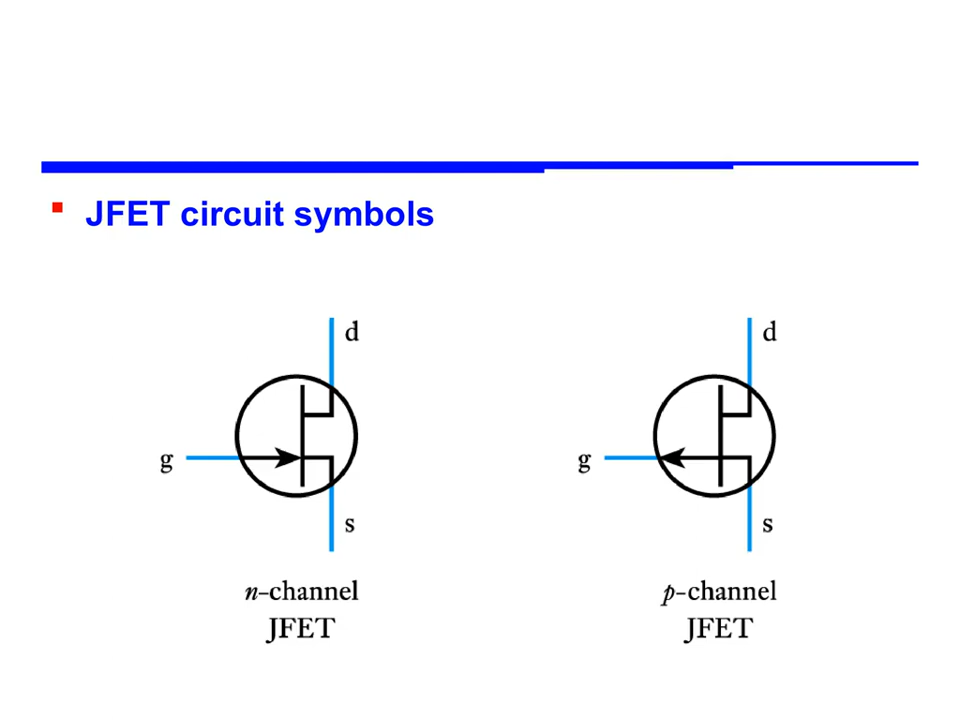 JFET circuit symbols
d
d
g
g
s
s
n-channel
JFET
p-channel
JFET